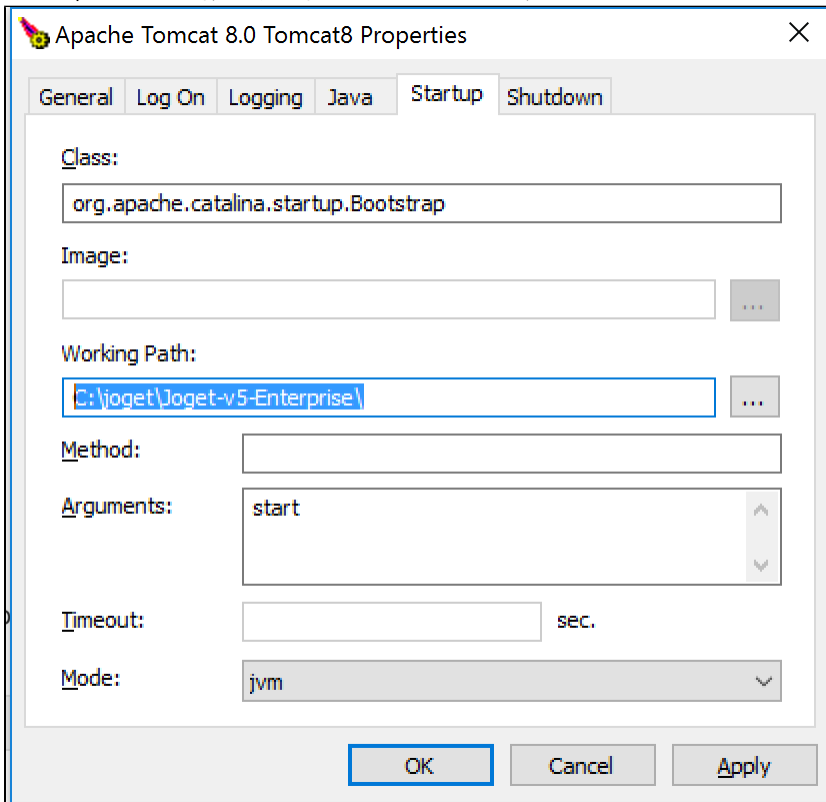 Apache Tomcat 8.0 Tomcat8 Properties
General Log On Logging Java Startup Shutdown
Class:
org.apache.catalina.startup.Bootstrap
Image:
...
Working Path:
C:\joget\Joget-v5-Enterprise\
...
Method:
Arguments:
start
Timeout:
sec.
Mode:
jvm
OK Cancel Apply